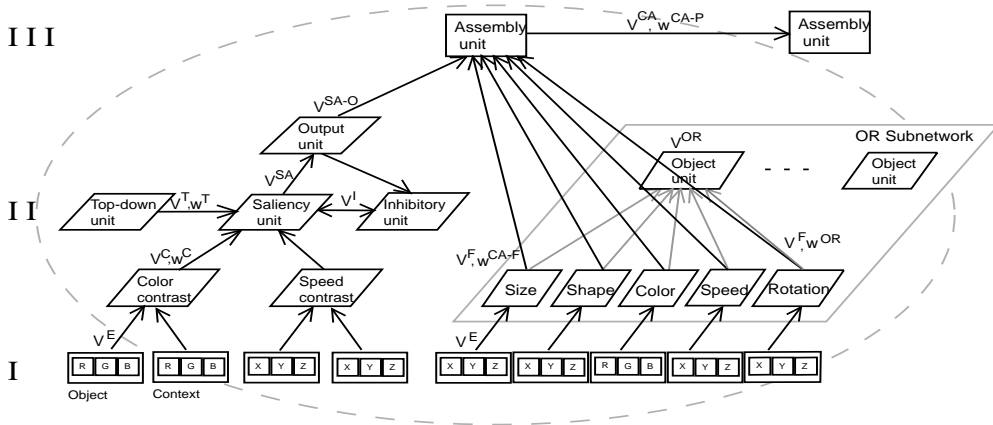 I I I
Assembly
unit
V^CA, w^CA-P
Assembly
unit
V^SA-O
Output
unit
V^OR
OR Subnetwork
Object
unit
- - -
Object
unit
V^SA
I I
Top-down
unit
V^T,w^T
Saliency
unit
V^I
Inhibitory
unit
V^C,w^C
V^F, w^CA-F
V^F, w^OR
Color
contrast
Speed
contrast
Size
Shape
Color
Speed
Rotation
V^E
V^E
I
R G B
R G B
X Y Z
X Y Z
X Y Z
X Y Z
R G B
X Y Z
X Y Z
Object
Context